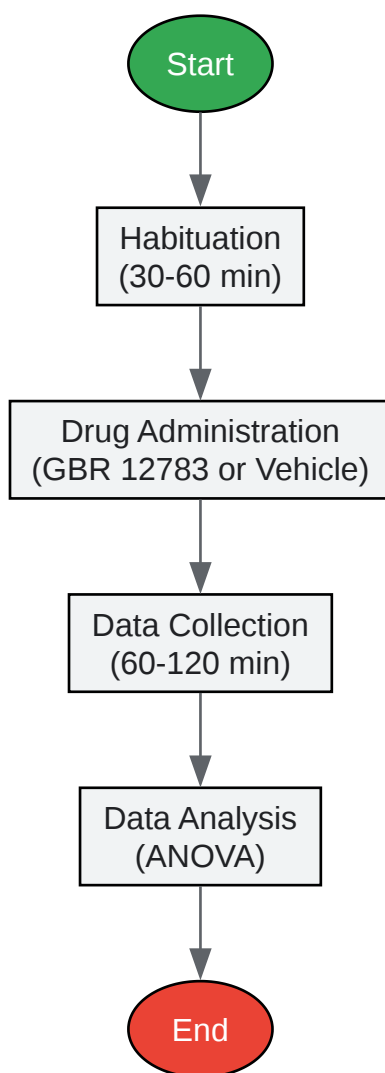 Start
Habituation
(30-60 min)
Drug Administration
(GBR 12783 or Vehicle)
Data Collection
(60-120 min)
Data Analysis
(ANOVA)
End